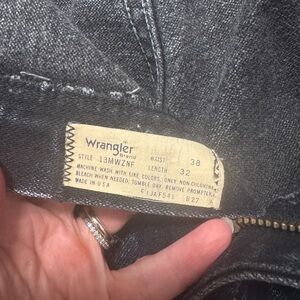 Wrangler
Brand
WAIST 38
STYLE 13MWZNF LENGTH 32
MACHINE WASH WITH LIKE COLORS, ONLY NON-CHLORINE
BLEACH WHEN NEEDED, TUMBLE DRY, REMOVE PROMPTLY
MADE IN U.S.A.
827